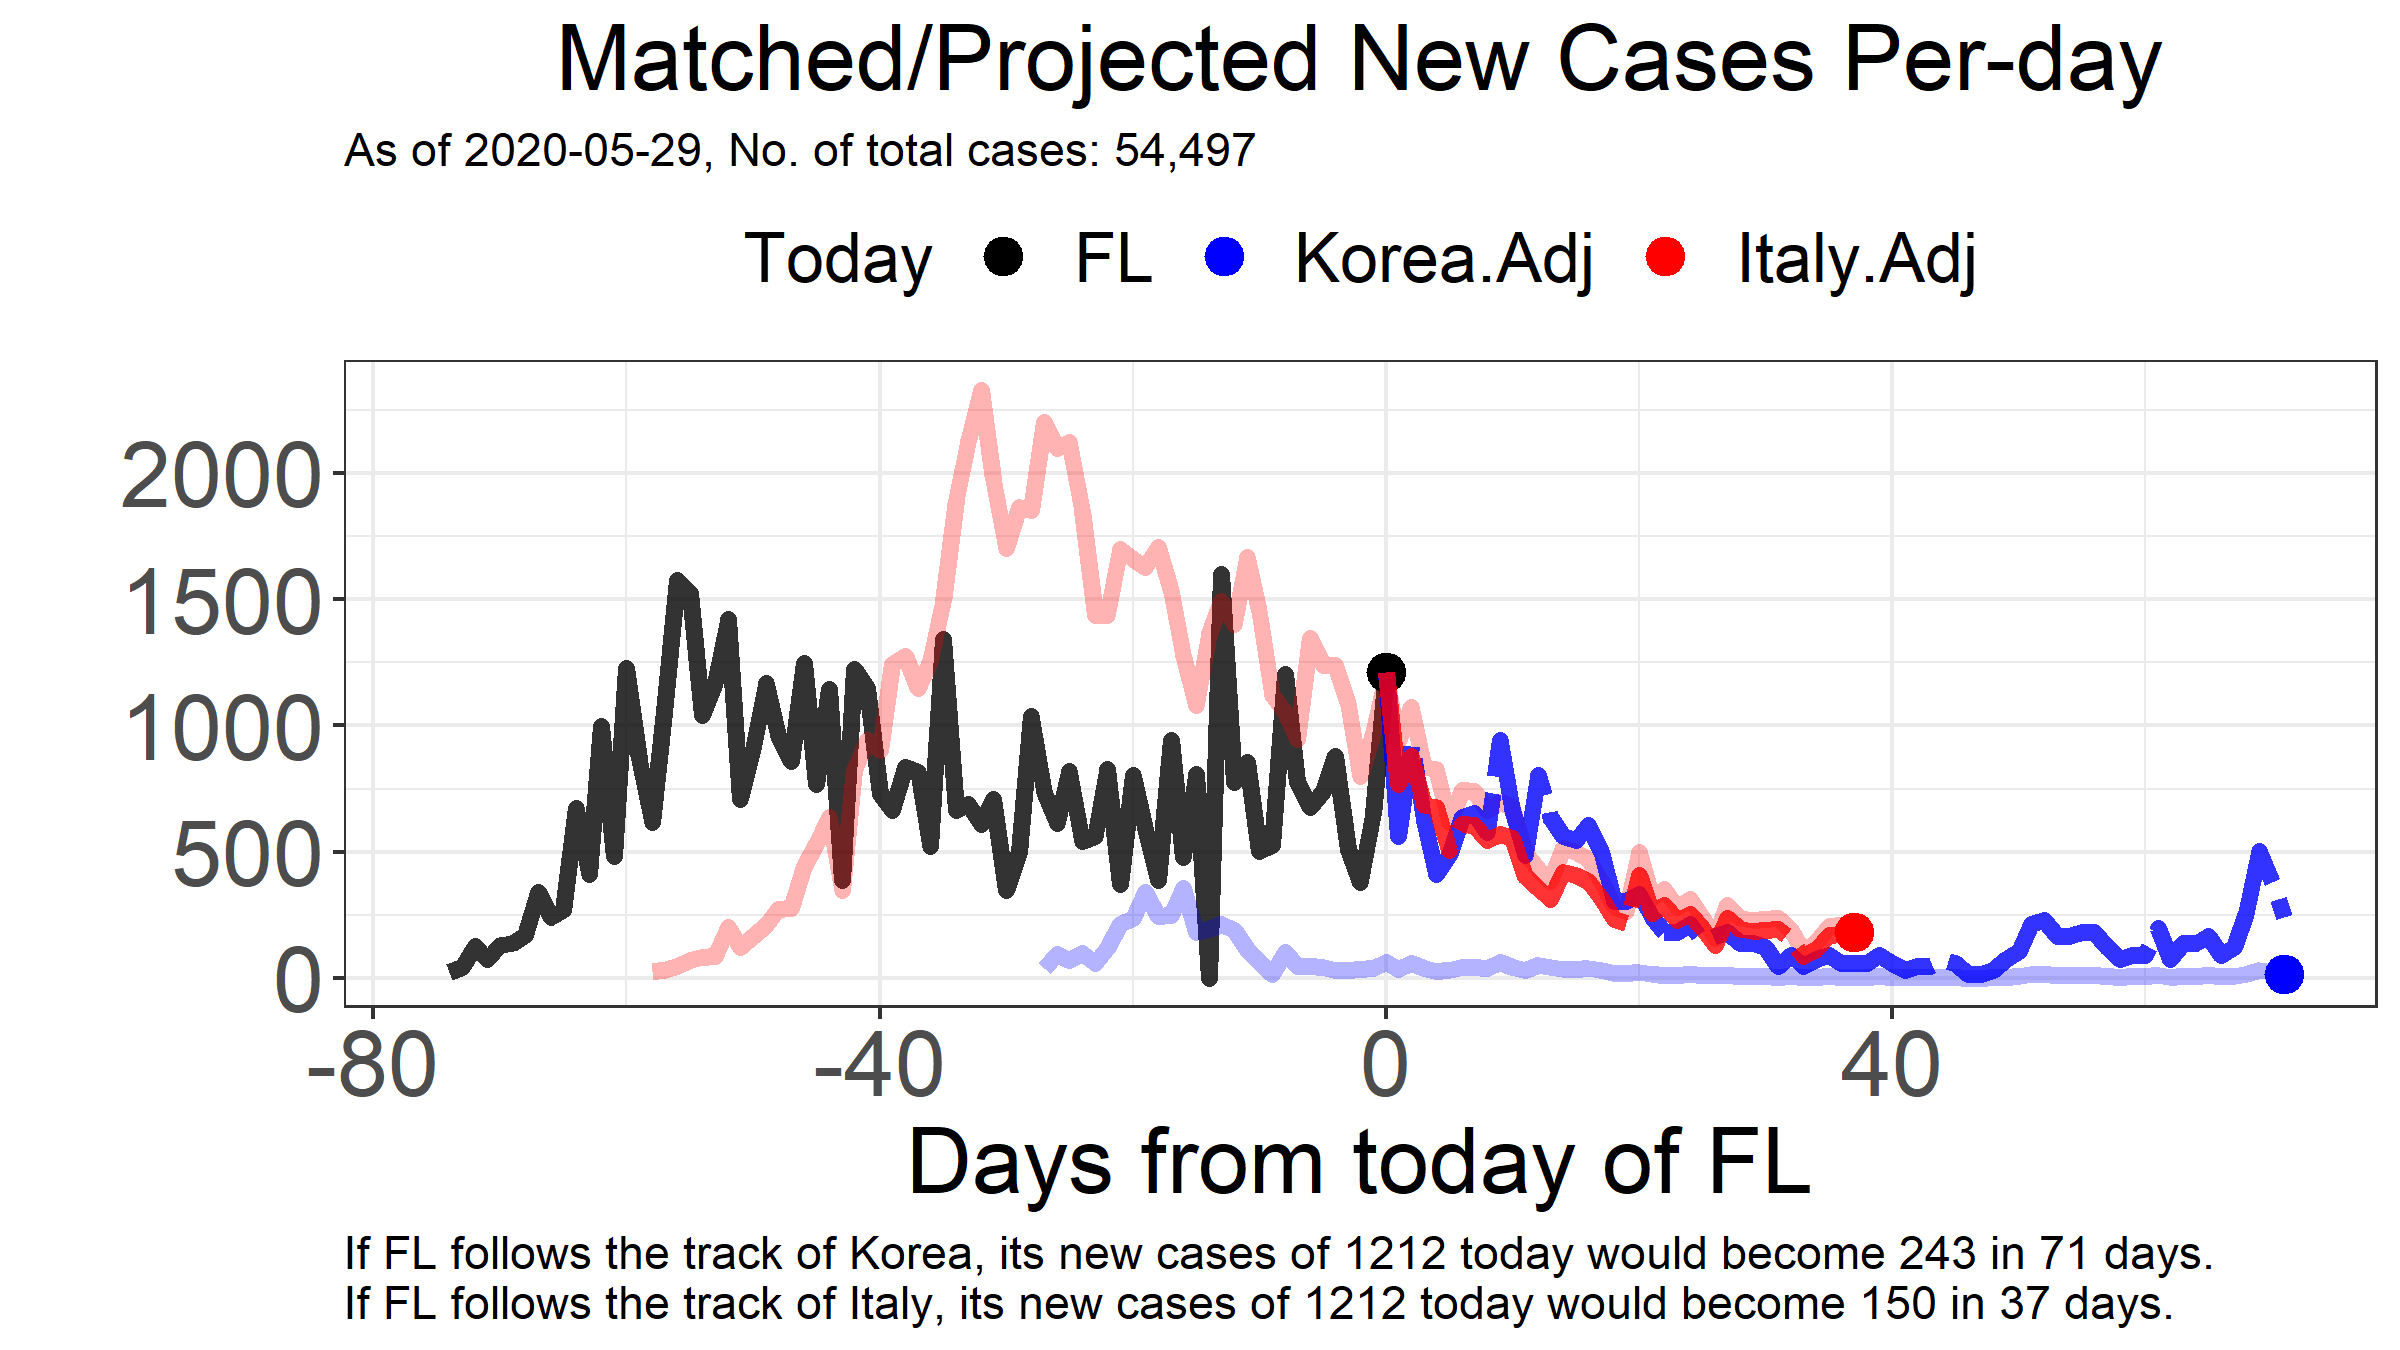 Matched/Projected New Cases Per-day
As of 2020-05-29, No. of total cases: 54,497
Today FL Korea.Adj Italy.Adj
2000
1500
1000
500
0
-80 -40 0 40
Days from today of FL
If FL follows the track of Korea, its new cases of 1212 today would become 243 in 71 days.
If FL follows the track of Italy, its new cases of 1212 today would become 150 in 37 days.